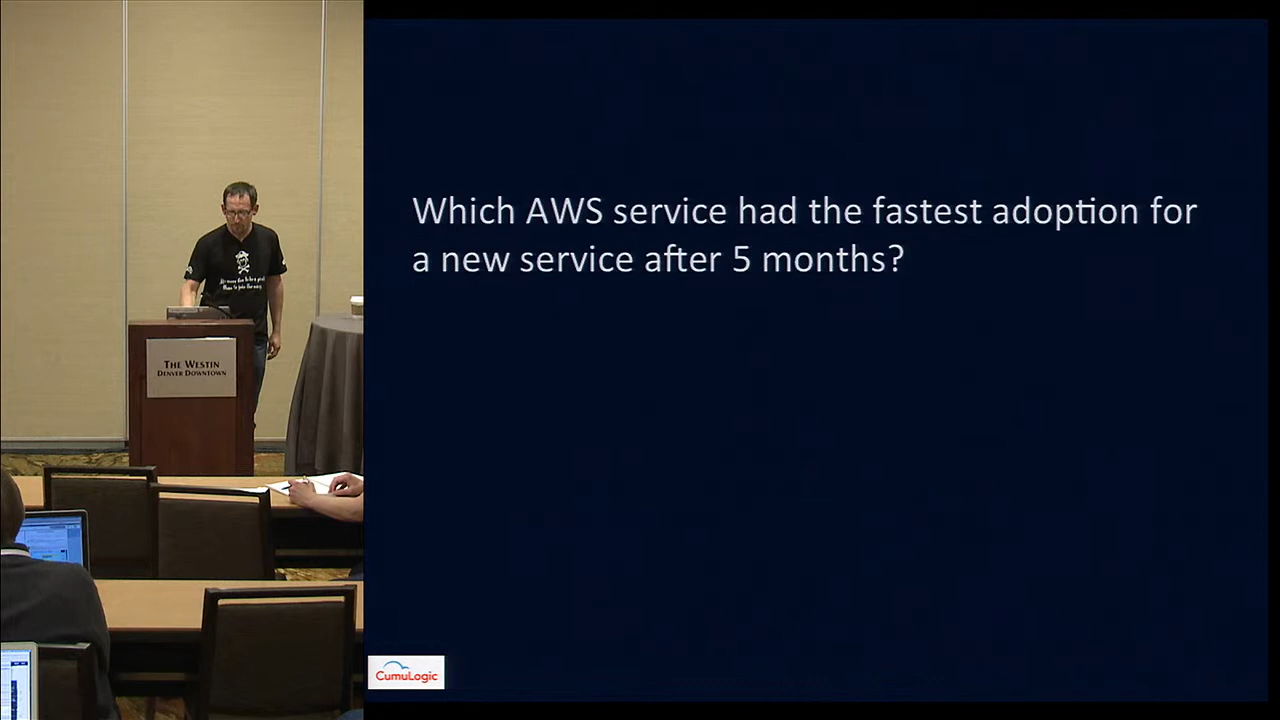 Which AWS service had the fastest adoption for
a new service after 5 months?
THE WESTIN
DENVER DOWNTOWN
CumuLogic